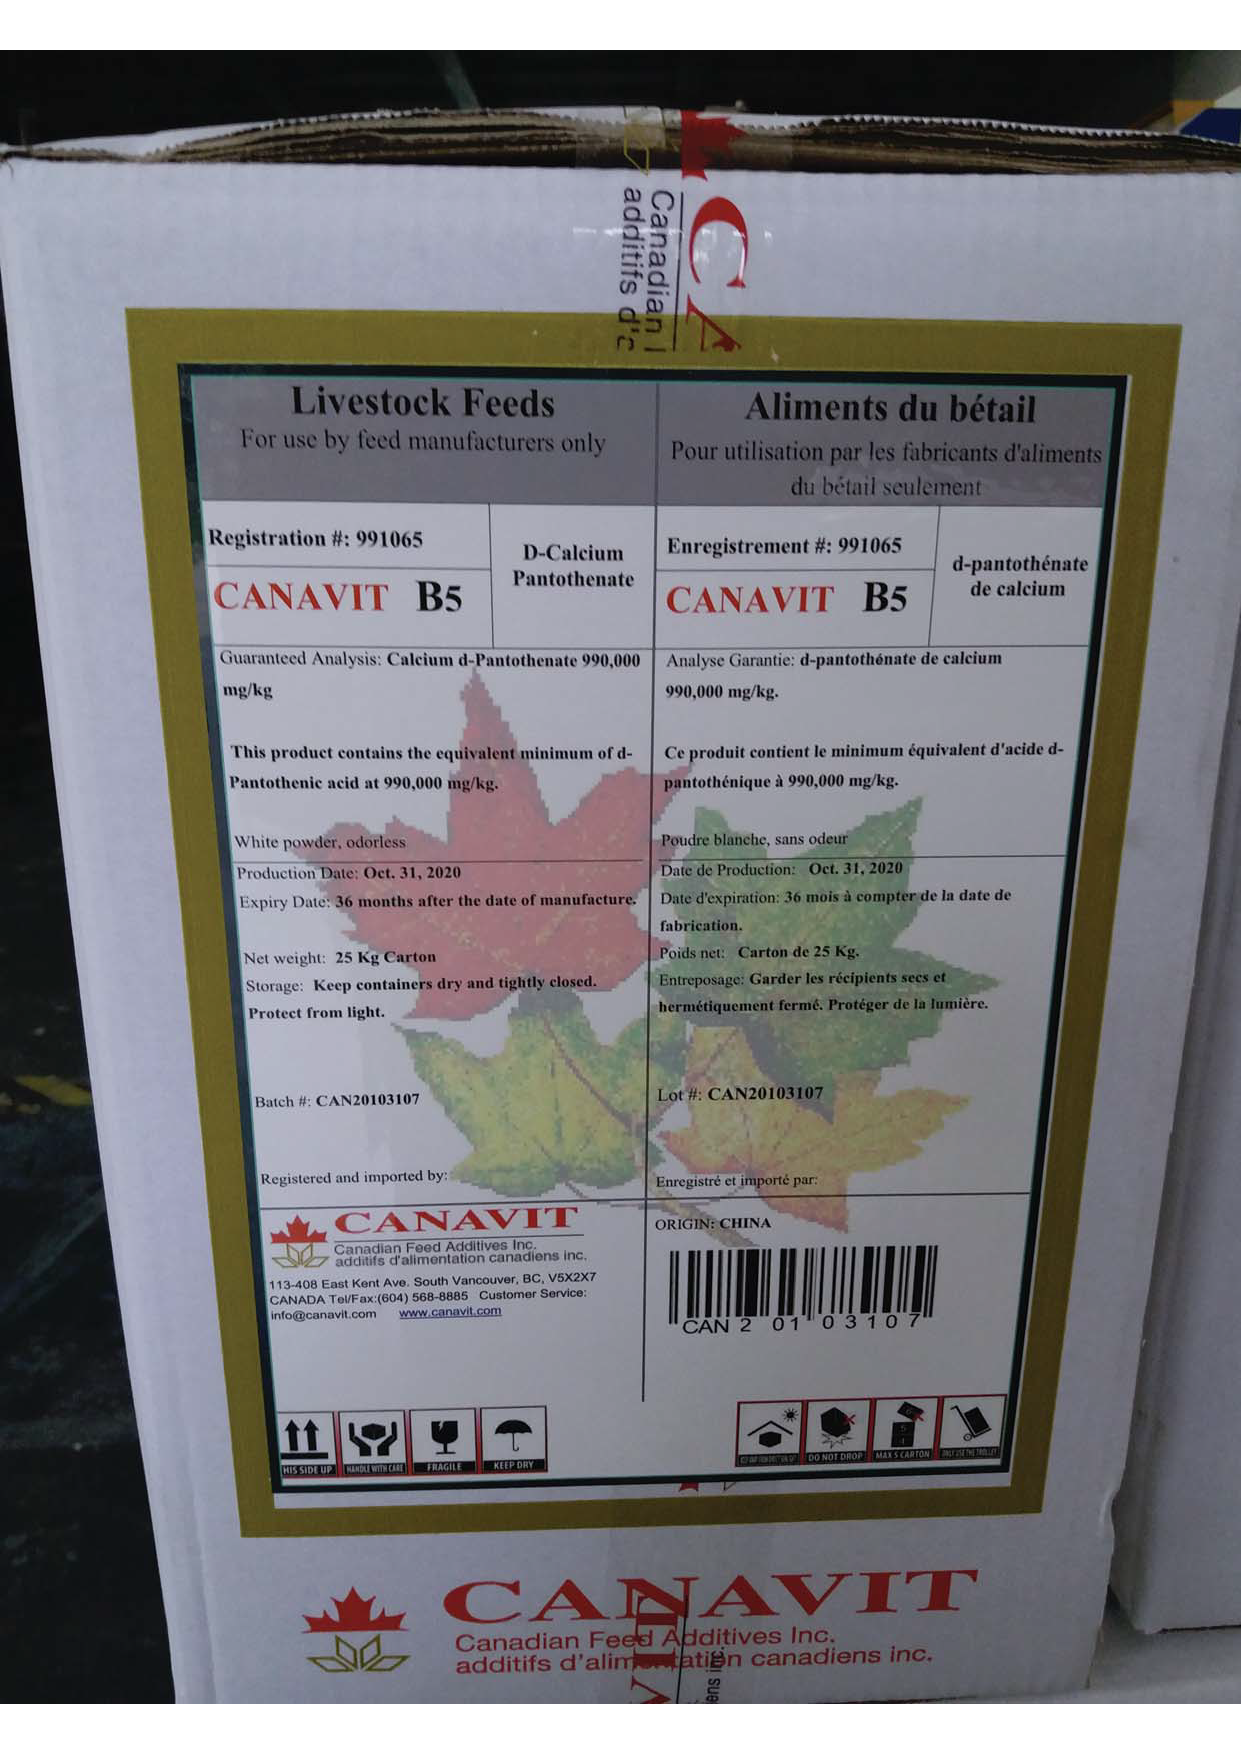 CA
Canadian
additifs d'a
Livestock Feeds
For use by feed manufacturers only
Aliments du bétail
Pour utilisation par les fabricants d'aliments
du bétail seulement
Registration #: 991065
CANAVIT B5
D-Calcium
Pantothenate
Enregistrement #: 991065
CANAVIT B5
d-pantothénate
de calcium
Guaranteed Analysis: Calcium d-Pantothenate 990,000
mg/kg
This product contains the equivalent minimum of d-
Pantothenic acid at 990,000 mg/kg.
White powder, odorless
Production Date: Oct. 31, 2020
Expiry Date: 36 months after the date of manufacture.
Net weight: 25 Kg Carton
Storage: Keep containers dry and tightly closed.
Protect from light.
Batch #: CAN20103107
Registered and imported by:
Analyse Garantie: d-pantothénate de calcium
990,000 mg/kg.
Ce produit contient le minimum équivalent d'acide d-
pantothénique à 990,000 mg/kg.
Poudre blanche, sans odeur
Date de Production: Oct. 31, 2020
Date d'expiration: 36 mois à compter de la date de
fabrication.
Poids net: Carton de 25 Kg.
Entreposage: Garder les récipients secs et
hermétiquement fermé. Protéger de la lumière.
Lot #: CAN20103107
Enregistré et importé par:
CANAVIT
Canadian Feed Additives Inc.
additifs d'alimentation canadiens inc.
113-408 East Kent Ave. South Vancouver, BC, V5X2X7
CANADA Tel/Fax:(604) 568-8885 Customer Service:
info@canavit.com www.canavit.com
ORIGIN: CHINA
CAN 2 01 03107
HIS SIDE UP
HANDLE WITH CARE
FRAGILE
KEEP DRY
DO NOT DROP
MAX 5 CARTON
ONLY USE THE TROLLEY
CANAVIT
Canadian Feed Additives Inc.
additifs d'alimentation canadiens inc.
VIT
ens inc.